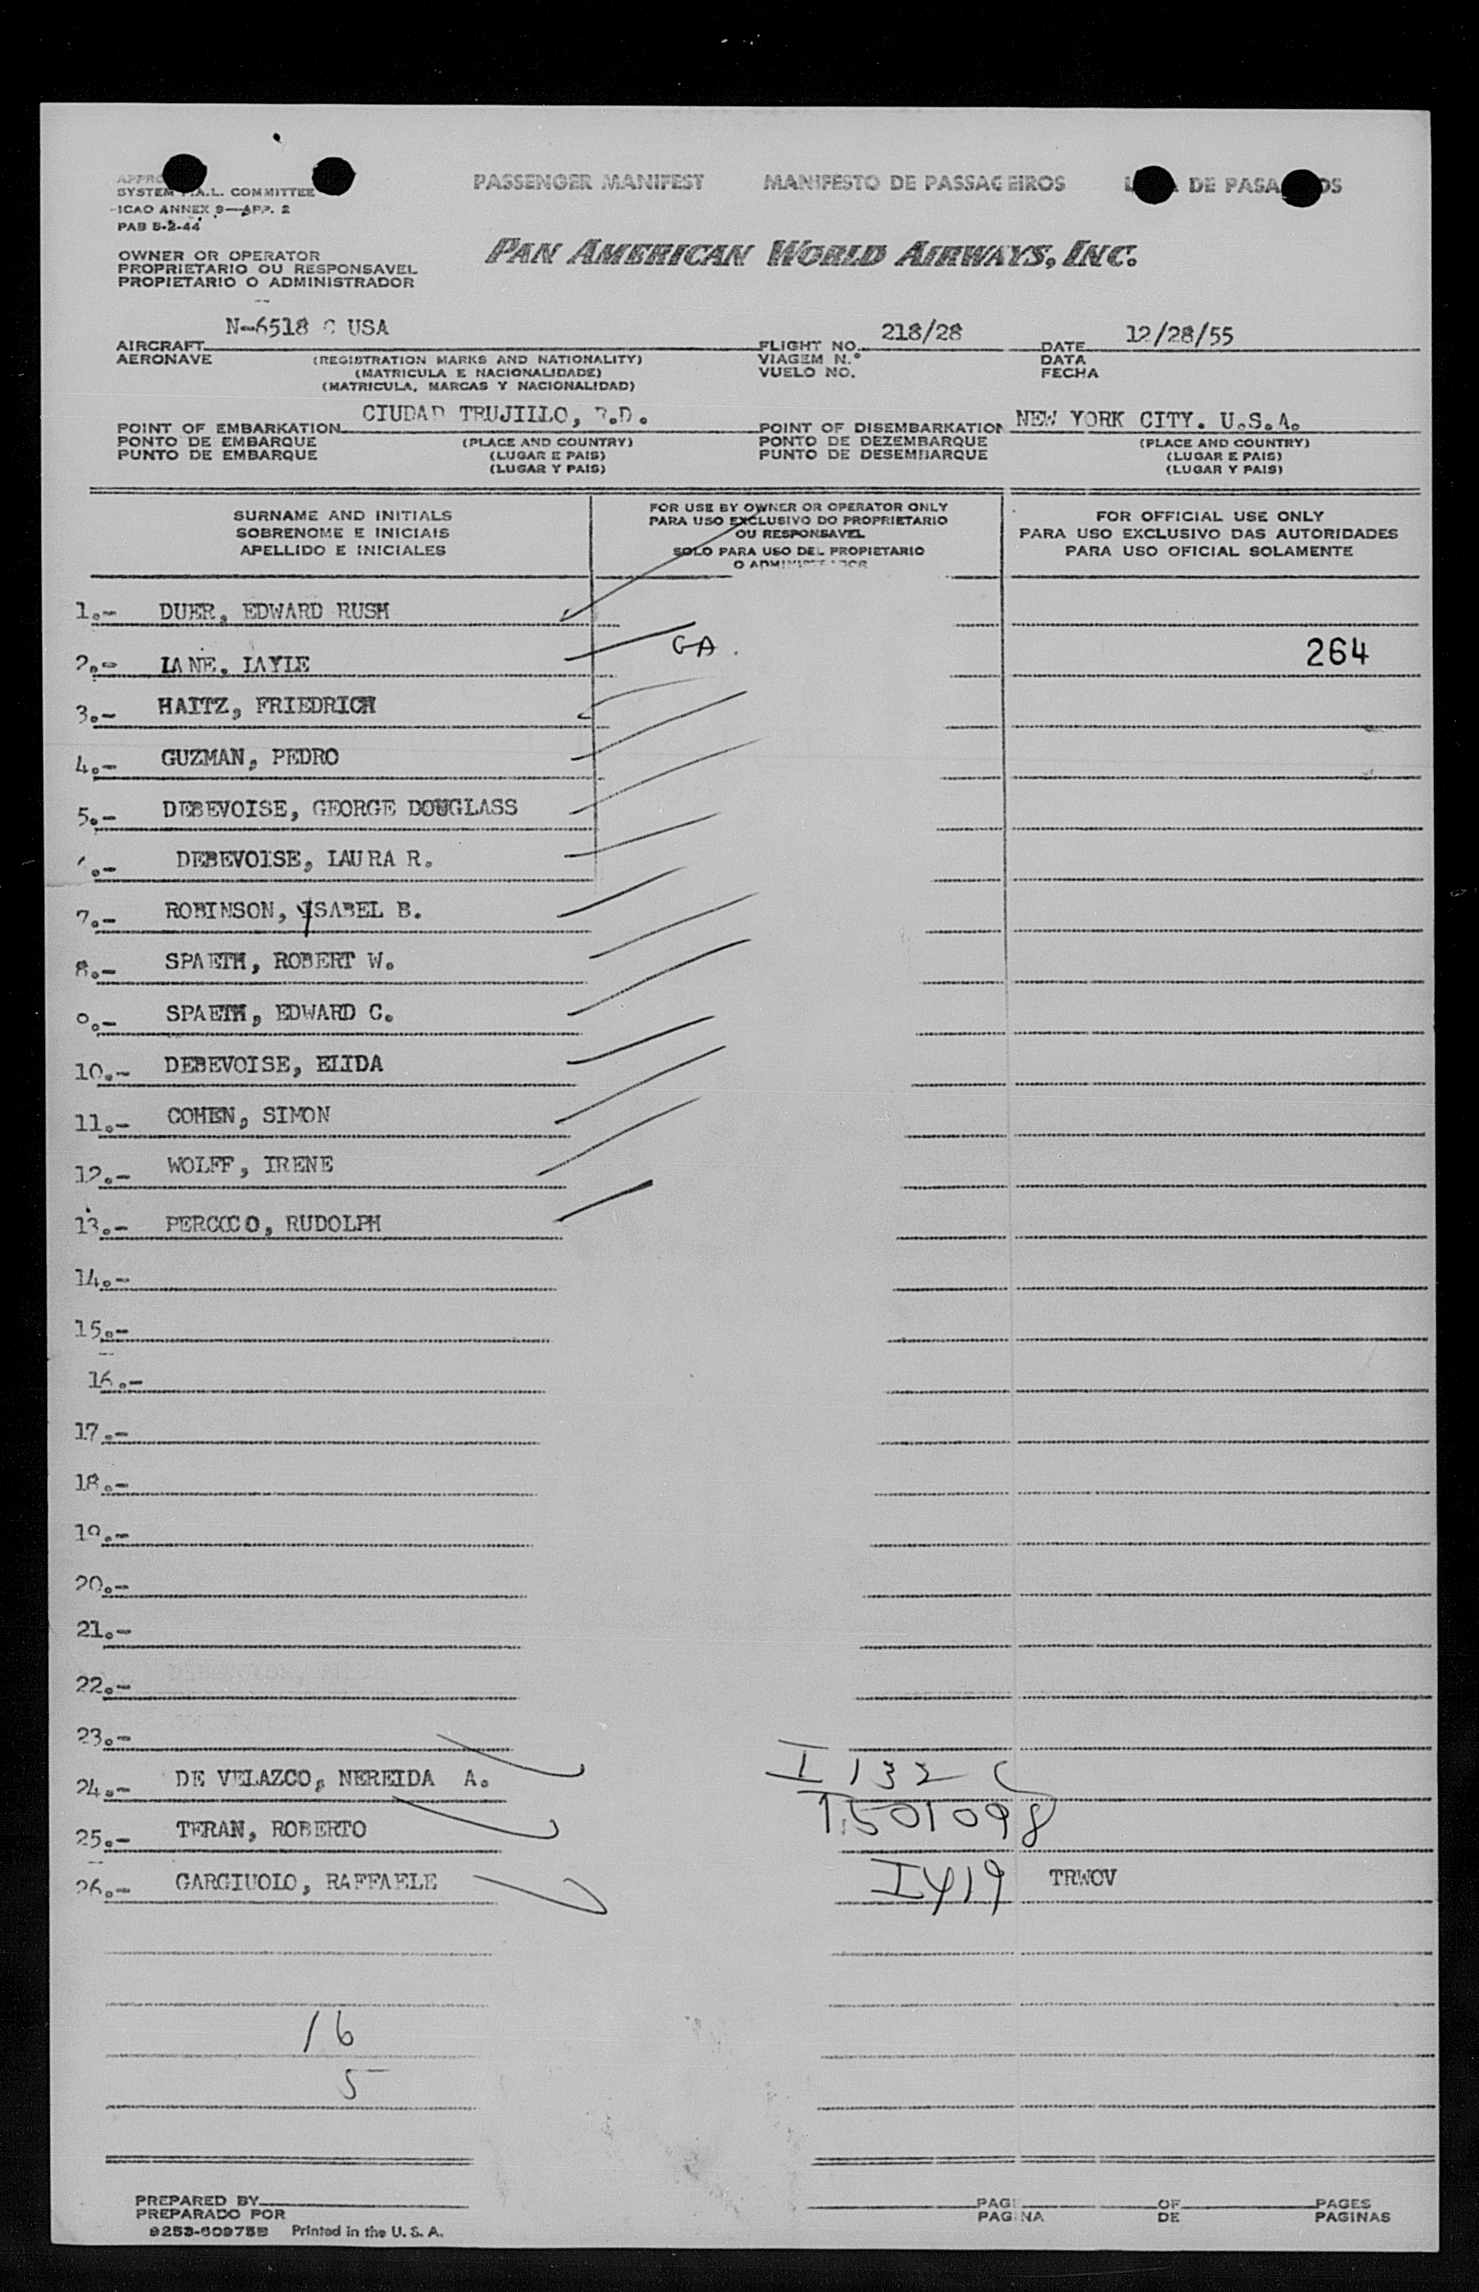 PASSENGER MANIFEST MANIFESTO DE PASSAGEIROS DE PASA OS
APPRO
SYSTEM F.A.L. COMMITTEE
ICAO ANNEX 9—APP. 2
PAB 5-2-44
PAN AMERICAN WORLD AIRWAYS, INC.
OWNER OR OPERATOR
PROPRIETARIO OU RESPONSAVEL
PROPIETARIO O ADMINISTRADOR
N-6518 C USA 218/28 12/28/55
AIRCRAFT FLIGHT NO. DATE
AERONAVE (REGISTRATION MARKS AND NATIONALITY) VIAGEM N.° DATA
(MATRICULA E NACIONALIDADE) VUELO NO. FECHA
(MATRICULA, MARCAS Y NACIONALIDAD)
CIUDAD TRUJILLO, R.D. NEW YORK CITY. U.S.A.
POINT OF EMBARKATION POINT OF DISEMBARKATION
PONTO DE EMBARQUE (PLACE AND COUNTRY) PONTO DE DEZEMBARQUE (PLACE AND COUNTRY)
PUNTO DE EMBARQUE (LUGAR E PAIS) PUNTO DE DESEMBARQUE (LUGAR E PAIS)
(LUGAR Y PAIS) (LUGAR Y PAIS)
SURNAME AND INITIALS
SOBRENOME E INICIAIS
APELLIDO E INICIALES
FOR USE BY OWNER OR OPERATOR ONLY
PARA USO EXCLUSIVO DO PROPRIETARIO
OU RESPONSAVEL
SOLO PARA USO DEL PROPIETARIO
O ADMINISTRADOR
FOR OFFICIAL USE ONLY
PARA USO EXCLUSIVO DAS AUTORIDADES
PARA USO OFICIAL SOLAMENTE
1.- DUER, EDWARD RUSH
2.- LANE, LAYLE GA. 264
3.- HAITZ, FRIEDRICH
4.- GUZMAN, PEDRO
5.- DEBEVOISE, GEORGE DOUGLASS
.- DEBEVOISE, LAURA R.
7.- ROBINSON, YSABEL B.
8.- SPAETH, ROBERT W.
9.- SPAETH, EDWARD C.
10.- DEBEVOISE, ELIDA
11.- COHEN, SIMON
12.- WOLFF, IRENE
13.- PERCOCO, RUDOLPH
14.-
15.-
16.-
17.-
18.-
19.-
20.-
21.-
22.-
23.-
24.- DE VELAZCO, NEREIDA A. I 132
25.- TERAN, ROBERTO 1501098
26.- GARGIUOLO, RAFFAELE I419 TRWOV
16
5
PREPARED BY PAGE OF PAGES
PREPARADO POR PAGINA DE PAGINAS
9253-60975B Printed in the U. S. A.